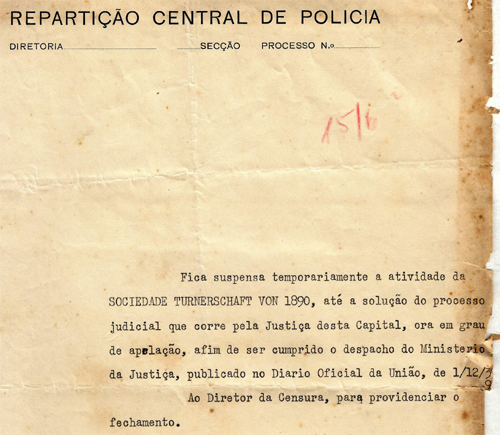 REPARTIÇÃO CENTRAL DE POLICIA
DIRETORIA SECÇÃO PROCESSO N.o
15/6
Fica suspensa temporariamente a atividade da
SOCIEDADE TURNERSCHAFT VON 1890, até a solução do processo
judicial que corre pela Justiça desta Capital, ora em grau
de apelação, afim de ser cumprido o despacho do Ministerio
da Justiça, publicado no Diario Oficial da União, de 1/12/39
Ao Diretor da Censura, para providenciar o
fechamento.